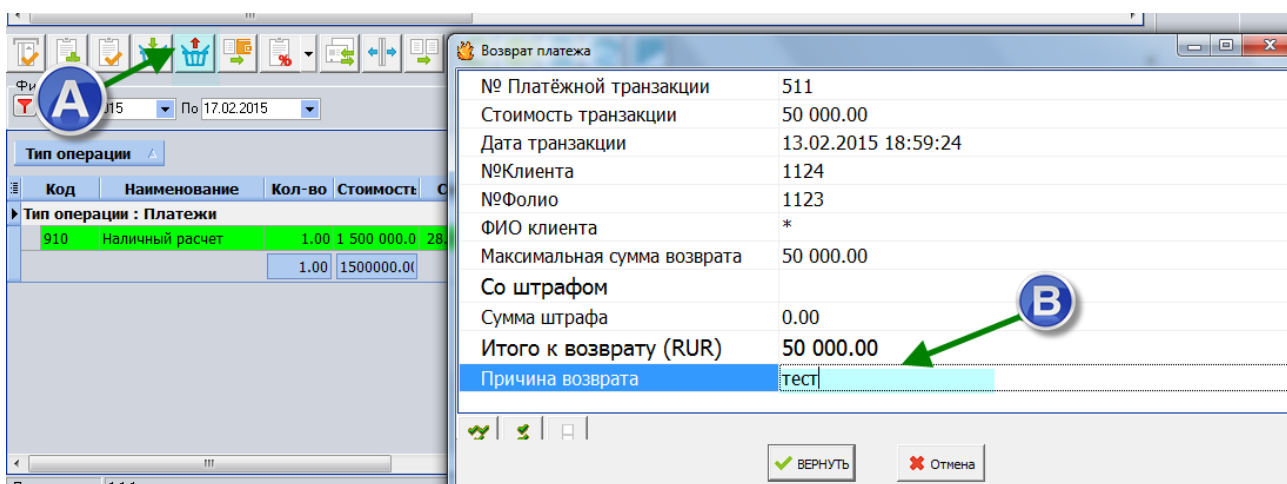 Возврат платежа
A
015
По 17.02.2015
Тип операции
Код Наименование Кол-во Стоимость
Тип операции : Платежи
910 Наличный расчет 1.00 1 500 000.0 28.
1.00 1500000.0
№ Платёжной транзакции 511
Стоимость транзакции 50 000.00
Дата транзакции 13.02.2015 18:59:24
№Клиента 1124
№Фолио 1123
ФИО клиента *
Максимальная сумма возврата 50 000.00
Со штрафом
B
Сумма штрафа 0.00
Итого к возврату (RUR) 50 000.00
Причина возврата тест
ВЕРНУТЬ
Отмена